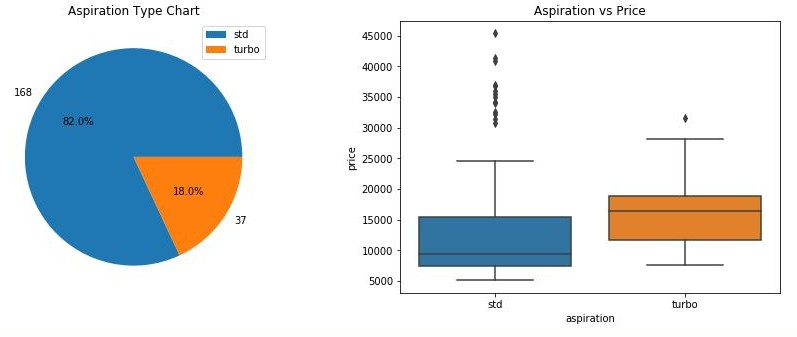 Aspiration Type Chart
std
turbo
168
82.0%
18.0%
37
Aspiration vs Price
45000
40000
35000
30000
25000
20000
15000
10000
5000
price
std
turbo
aspiration